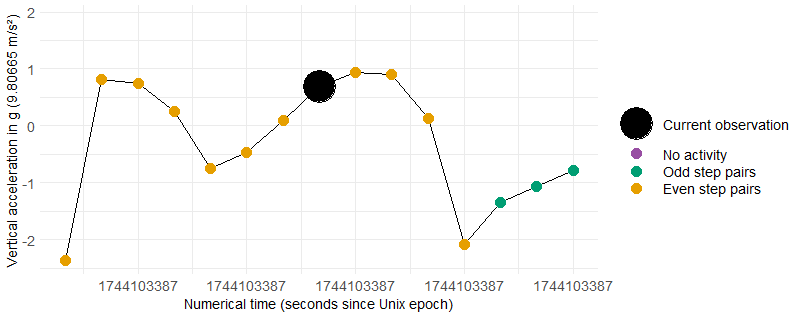 Vertical acceleration in g (9.80665 m/s²)
2
1
0
-1
-2
1744103387 1744103387 1744103387 1744103387 1744103387
Numerical time (seconds since Unix epoch)
Current observation
No activity
Odd step pairs
Even step pairs